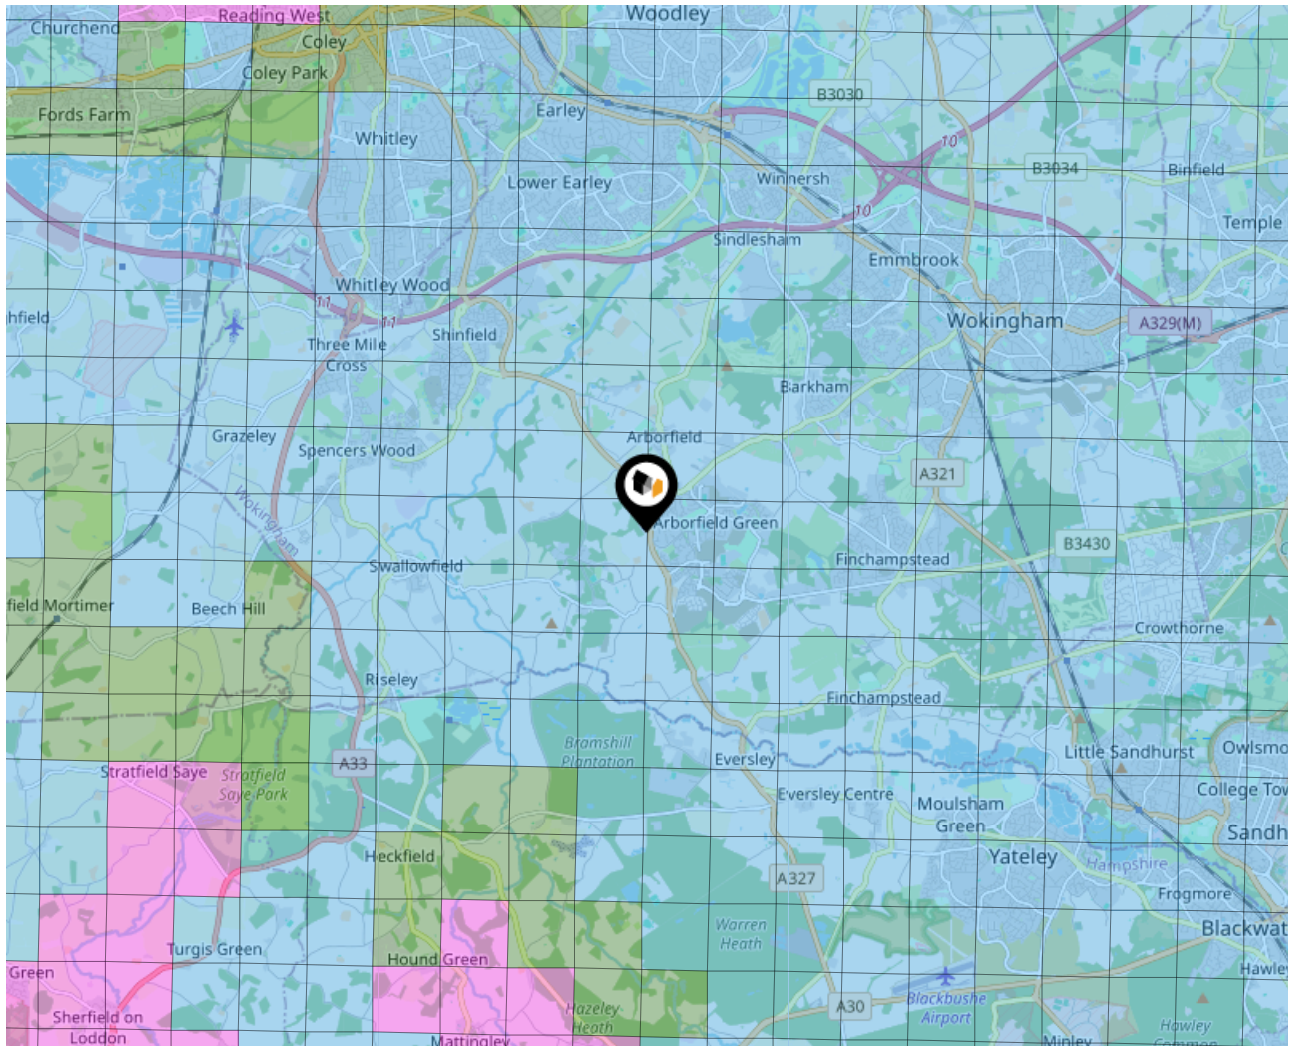 Reading West
Woodley
Churchend
Coley
Coley Park
B3030
Fords Farm
Earley
Whitley
10
B3034
Binfield
Winnersh
Lower Earley
10
Temple
Sindlesham
Emmbrook
Whitley Wood
11
11
hfield
Shinfield
Wokingham
A329(M)
Three Mile
Cross
Barkham
Grazeley
Arborfield
Spencers Wood
A321
Wokingham
Arborfield Green
B3430
Swallowfield
Finchampstead
field Mortimer
Beech Hill
Crowthorne
Riseley
Finchampstead
Bramshill
Plantation
Little Sandhurst
Owlsmo
A33
Eversley
Stratfield Saye
Stratfield
Saye Park
Eversley Centre
College Tow
Moulsham
Green
Sandh
Heckfield
Yateley
Hampshire
A327
Frogmore
Warren
Heath
Blackwat
Turgis Green
Hound Green
Green
Hawley
Blackbushe
Airport
A30
Sherfield on
Loddon
Hazeley
Heath
Hawley
Common
Mattingley
Minley